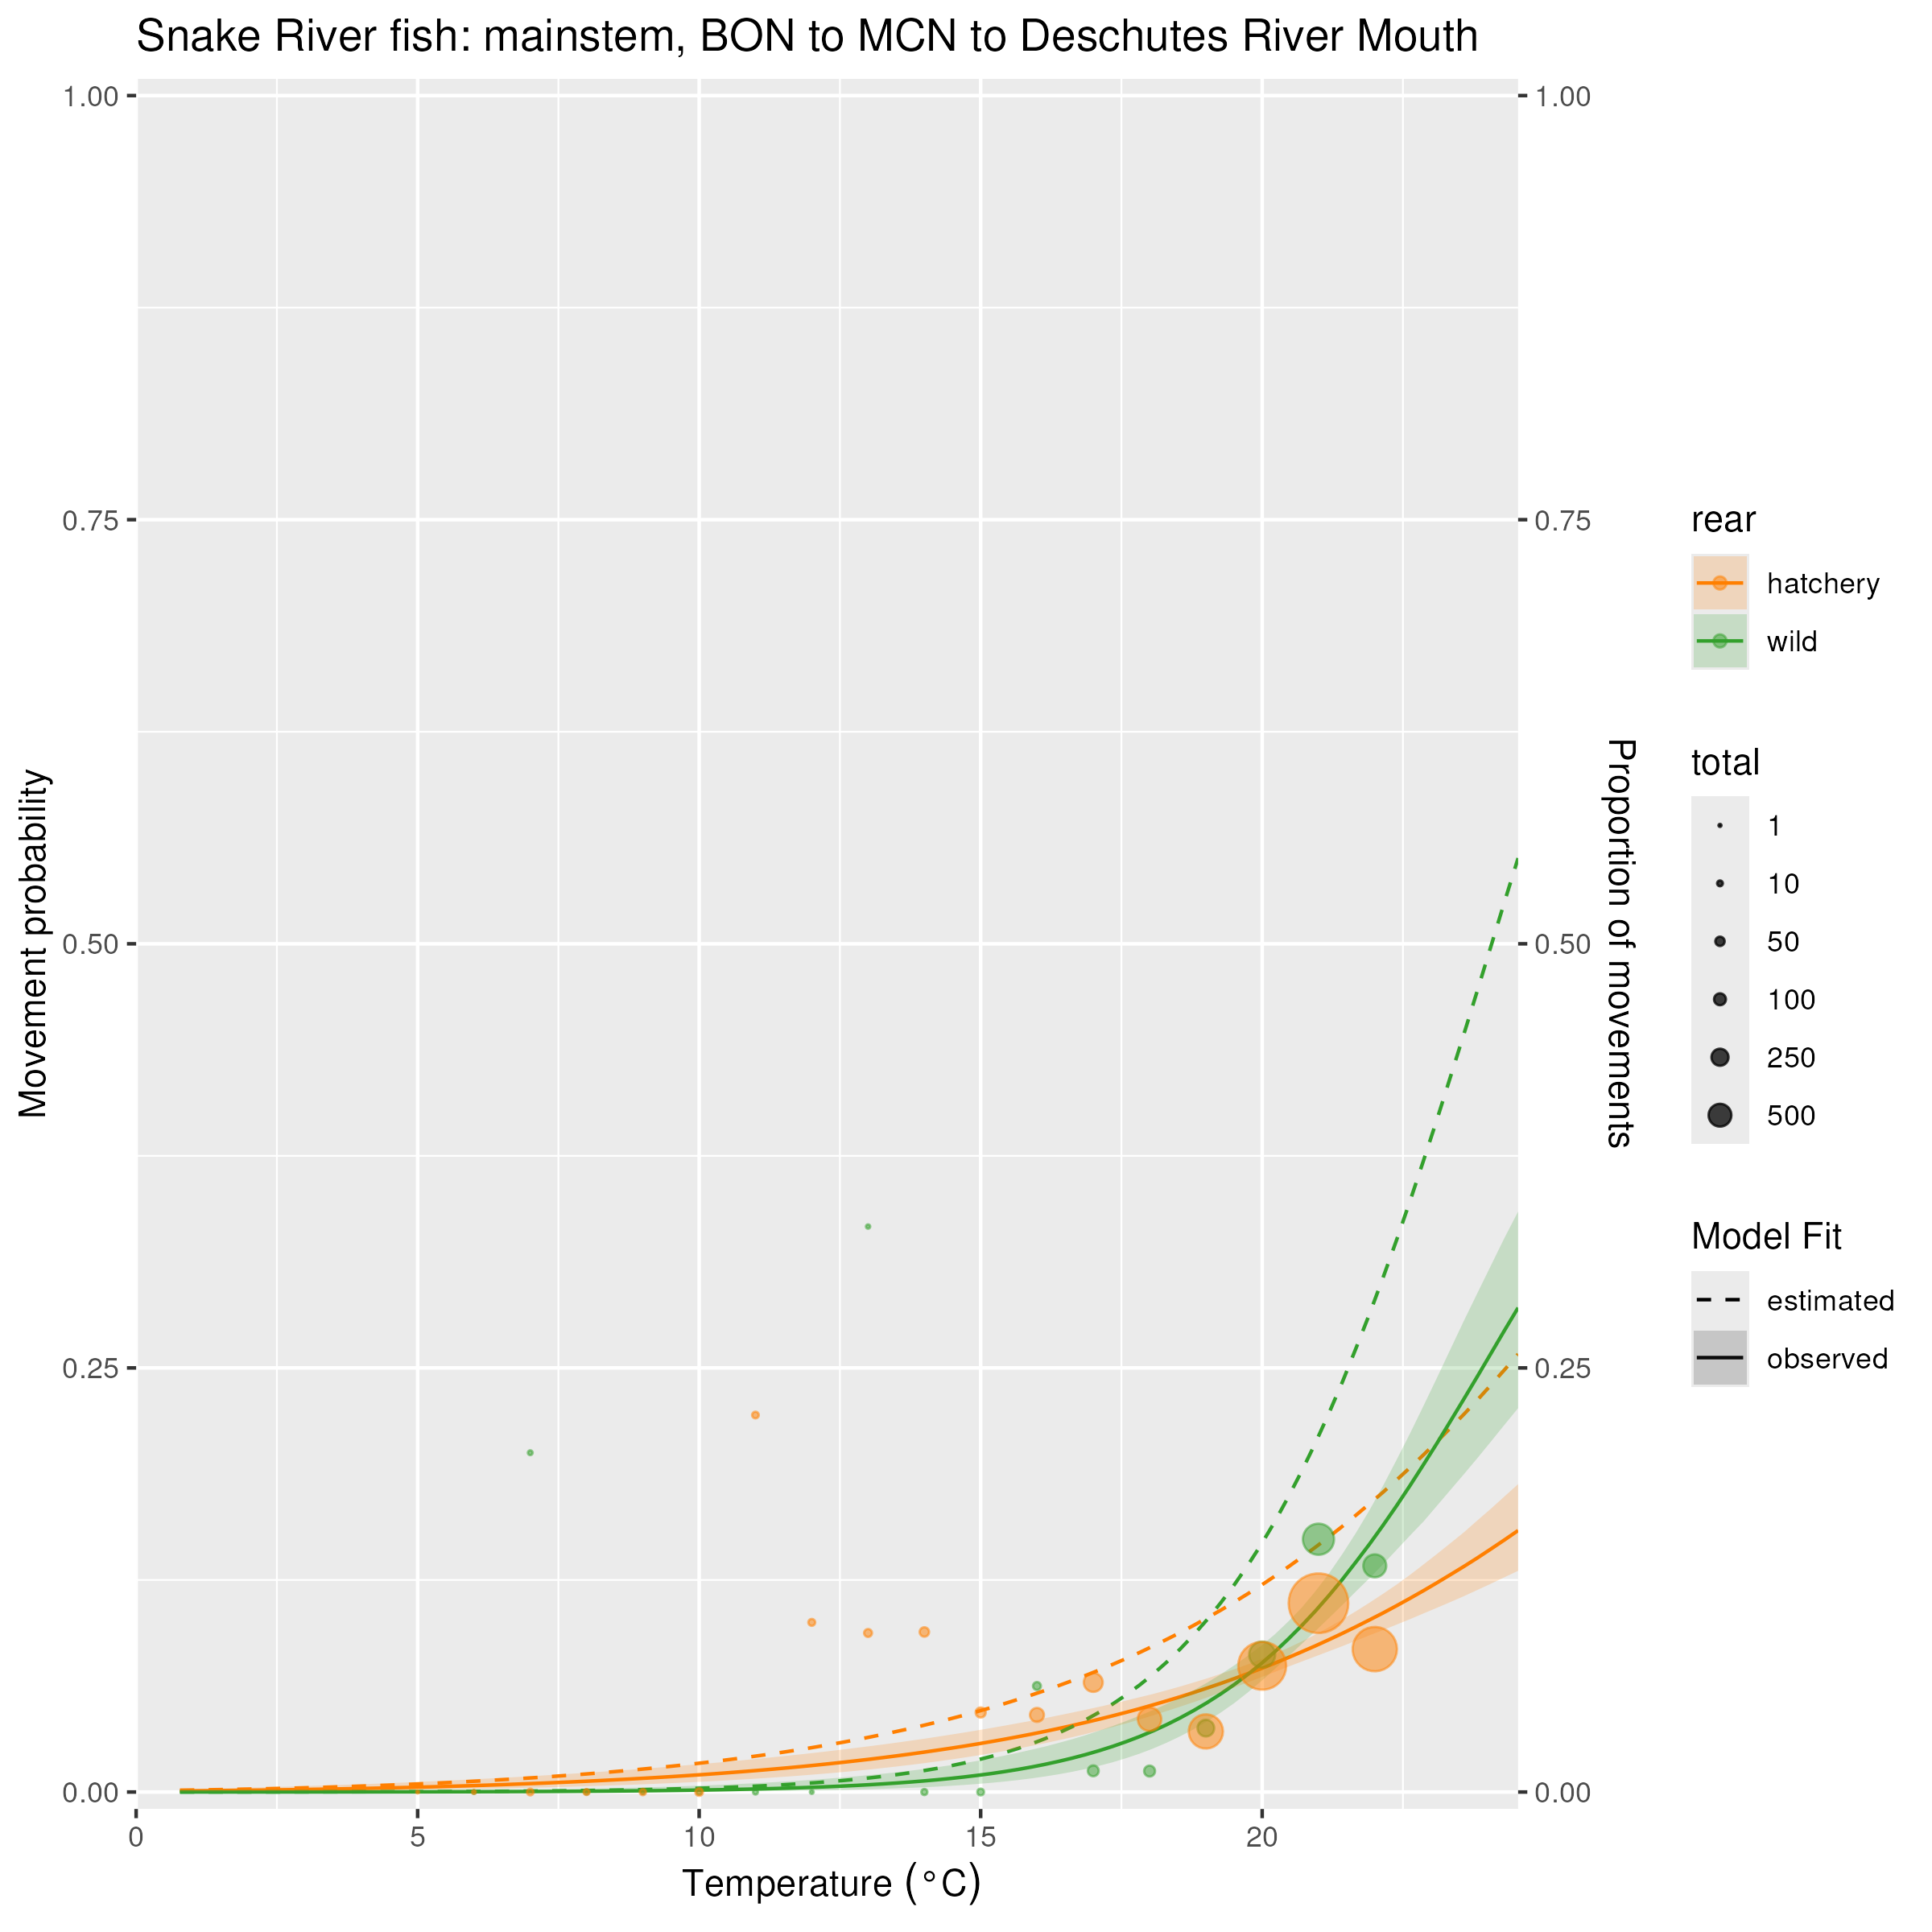 Snake River fish: mainstem, BON to MCN to Deschutes River Mouth
1.00
0.75
0.50
0.25
0.00
Movement probability
0
5
10
15
20
Temperature (°C)
1.00
0.75
0.50
0.25
0.00
Proportion of movements
rear
hatchery
wild
total
1
10
50
100
250
500
Model Fit
estimated
observed